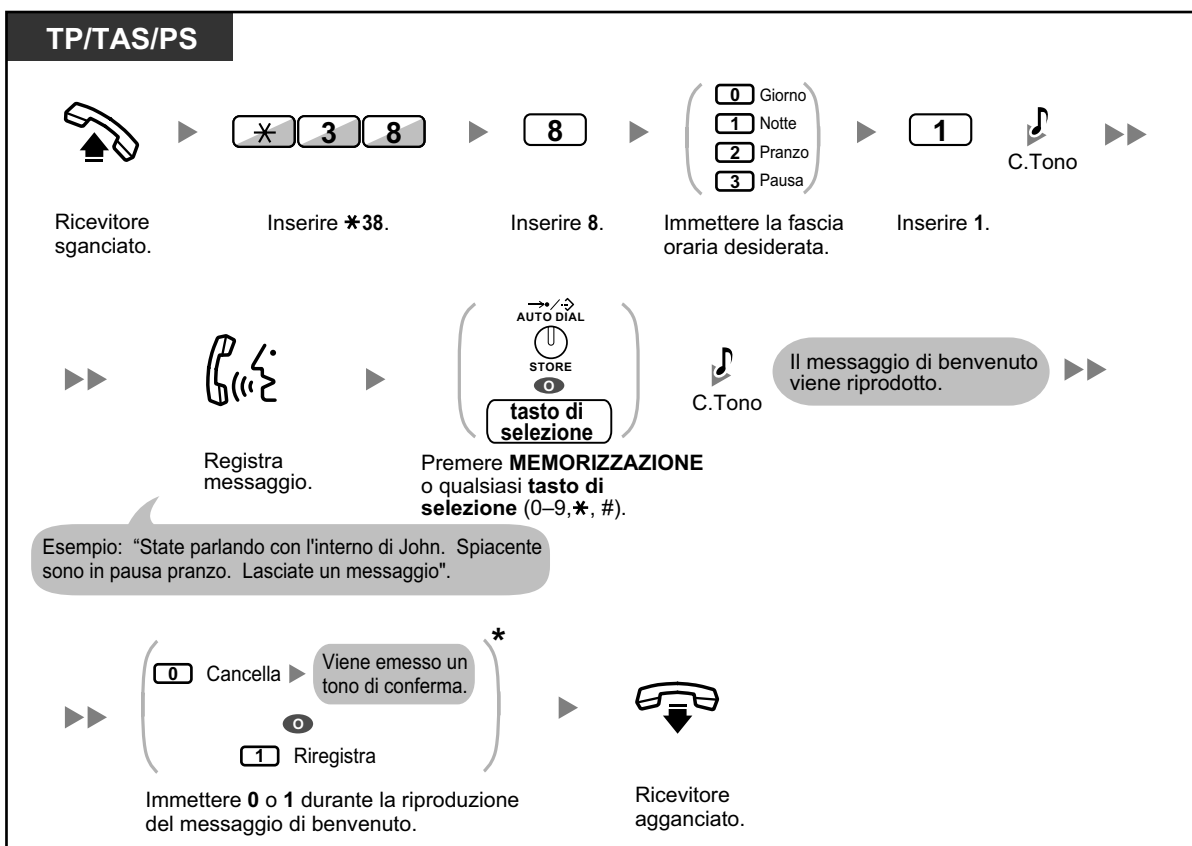 TP/TAS/PS
✳ 3 8
8
0 Giorno
1 Notte
2 Pranzo
3 Pausa
1
C.Tono
Ricevitore
sganciato.
Inserire ✳38.
Inserire 8.
Immettere la fascia
oraria desiderata.
Inserire 1.
AUTO DIAL
STORE
O
tasto di
selezione
C.Tono
Il messaggio di benvenuto
viene riprodotto.
Registra
messaggio.
Premere MEMORIZZAZIONE
o qualsiasi tasto di
selezione (0–9,✳, #).
Esempio: “State parlando con l'interno di John. Spiacente
sono in pausa pranzo. Lasciate un messaggio".
0 Cancella
Viene emesso un
tono di conferma.
*
O
1 Riregistra
Immettere 0 o 1 durante la riproduzione
del messaggio di benvenuto.
Ricevitore
agganciato.